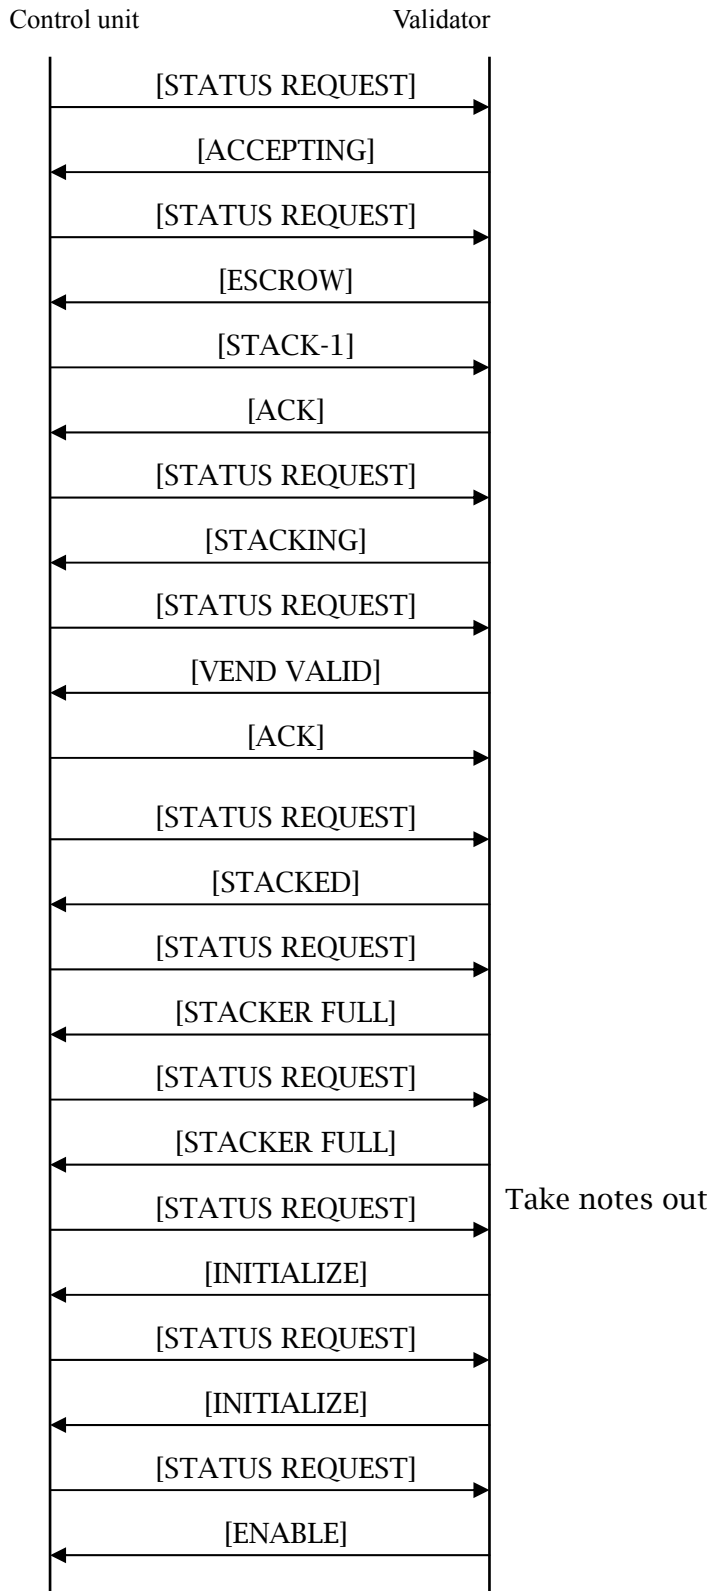 Control unit Validator
[STATUS REQUEST]
[ACCEPTING]
[STATUS REQUEST]
[ESCROW]
[STACK-1]
[ACK]
[STATUS REQUEST]
[STACKING]
[STATUS REQUEST]
[VEND VALID]
[ACK]
[STATUS REQUEST]
[STACKED]
[STATUS REQUEST]
[STACKER FULL]
[STATUS REQUEST]
[STACKER FULL]
Take notes out
[STATUS REQUEST]
[INITIALIZE]
[STATUS REQUEST]
[INITIALIZE]
[STATUS REQUEST]
[ENABLE]